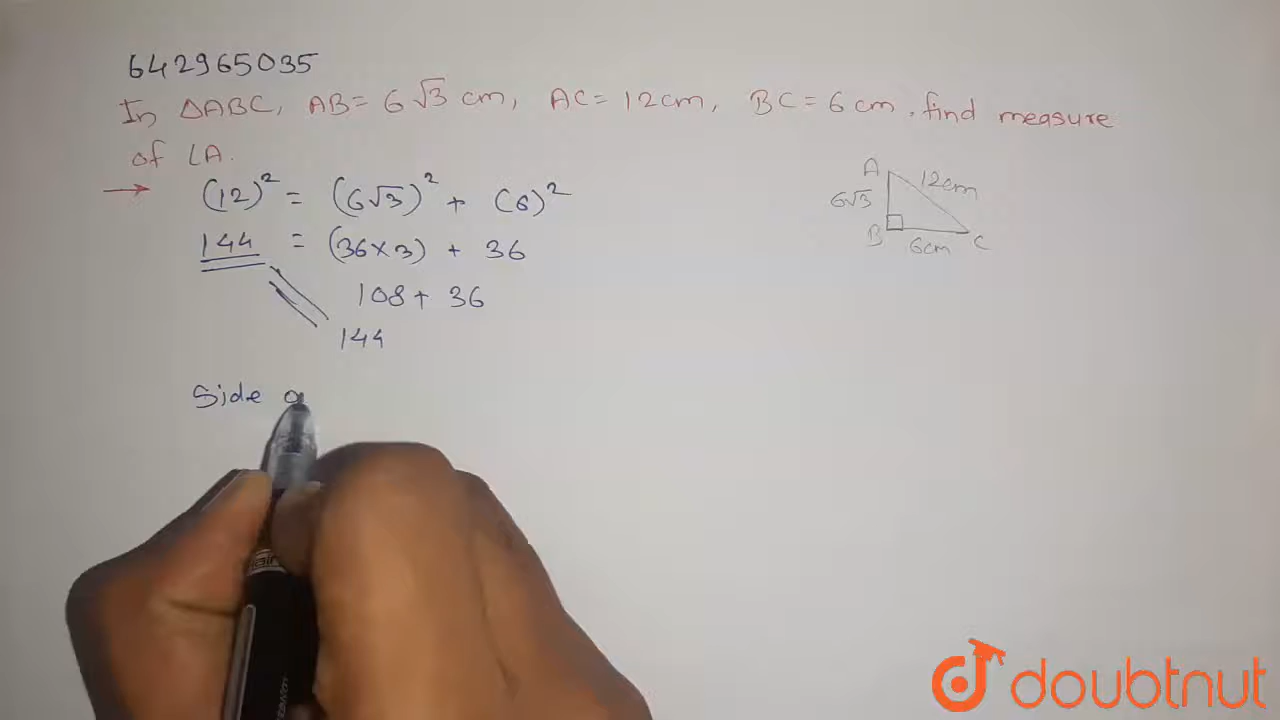 642965035
In △ABC, AB = 6√3 cm, AC = 12cm, BC = 6 cm. find measure
of ∠A.
→ (12)² = (6√3)² + (6)²
144 = (36×3) + 36
108 + 36
144
Side
A
6√3 12cm
B 6cm C
doubtnut